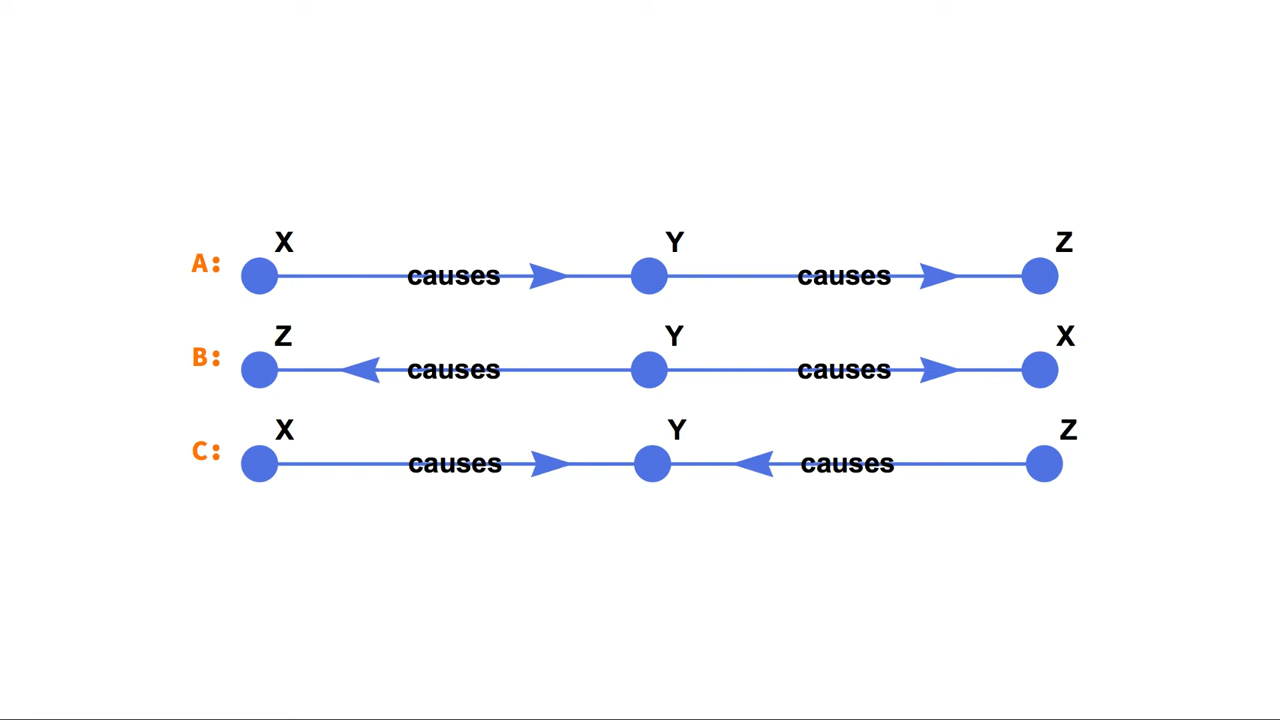 X Y Z
A: causes causes
Z Y X
B: causes causes
X Y Z
C: causes causes